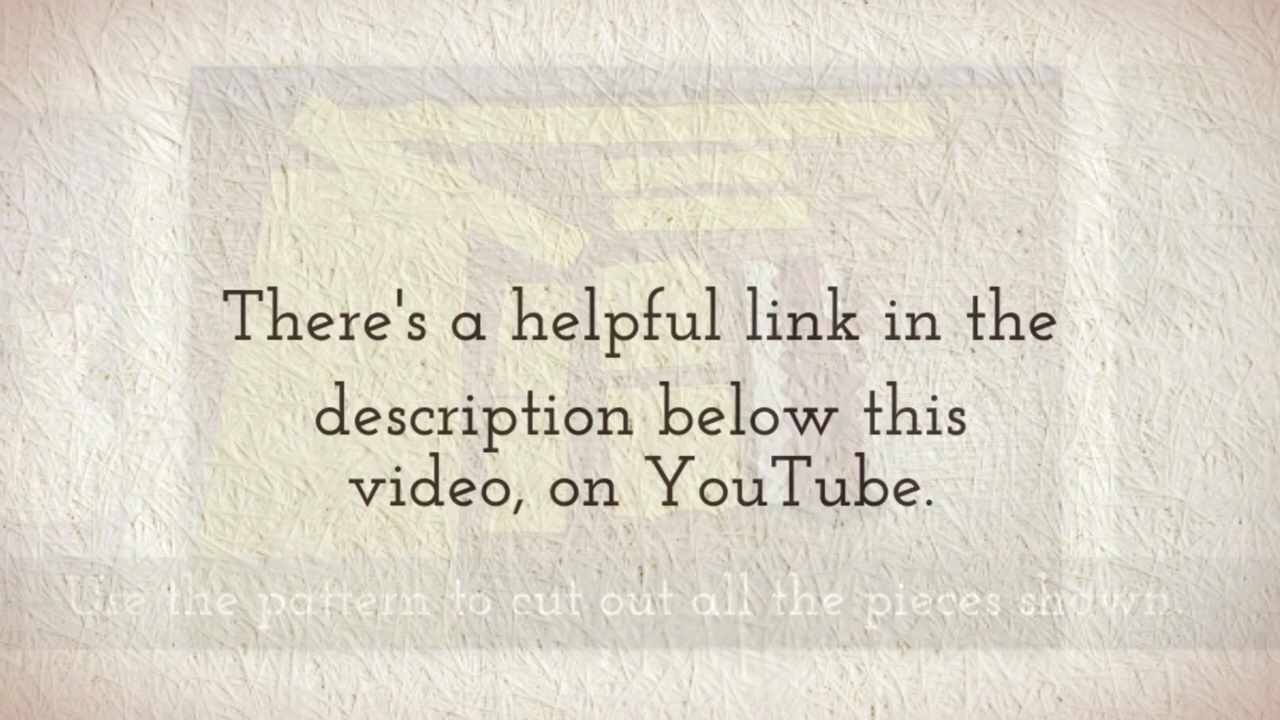 There's a helpful link in the
description below this
video, on YouTube.
Use the pattern to cut out all the pieces shown.